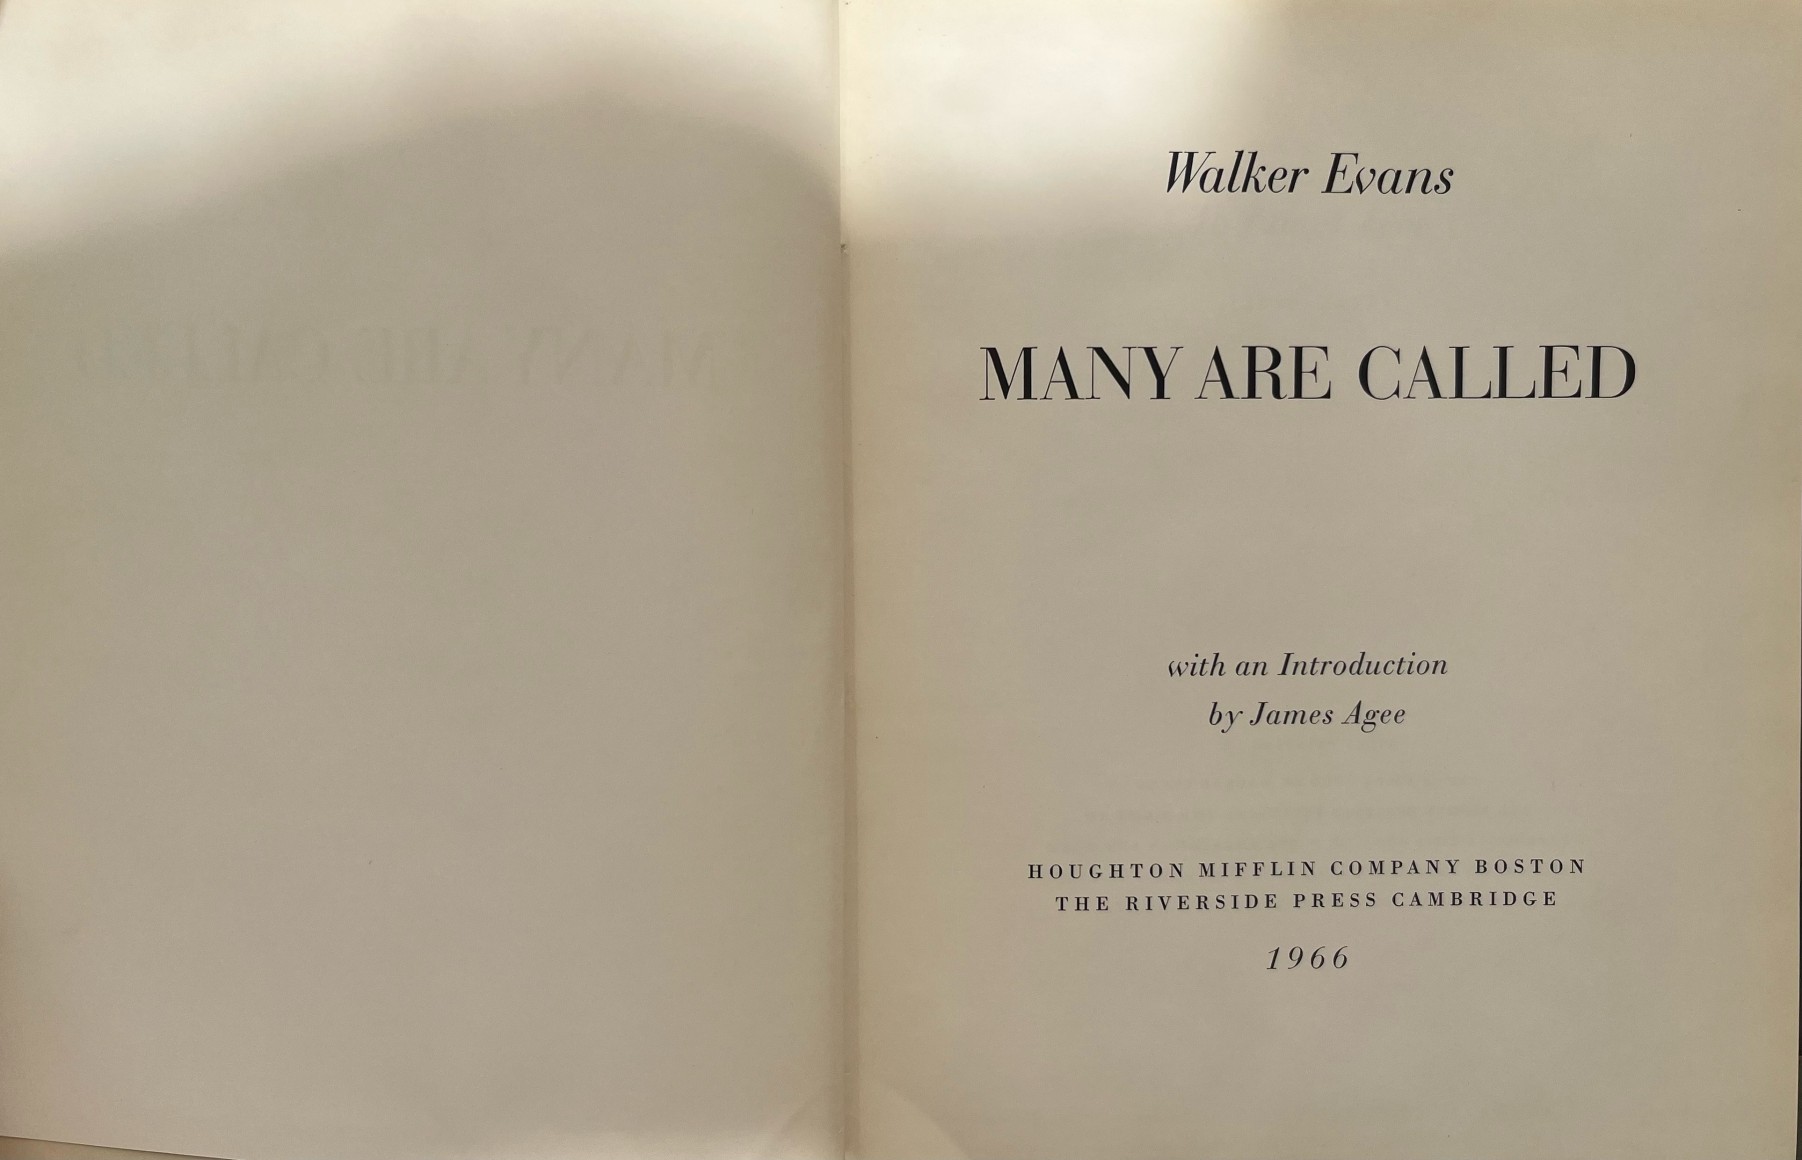 Walker Evans
MANY ARE CALLED
with an Introduction
by James Agee
HOUGHTON MIFFLIN COMPANY BOSTON
THE RIVERSIDE PRESS CAMBRIDGE
1966